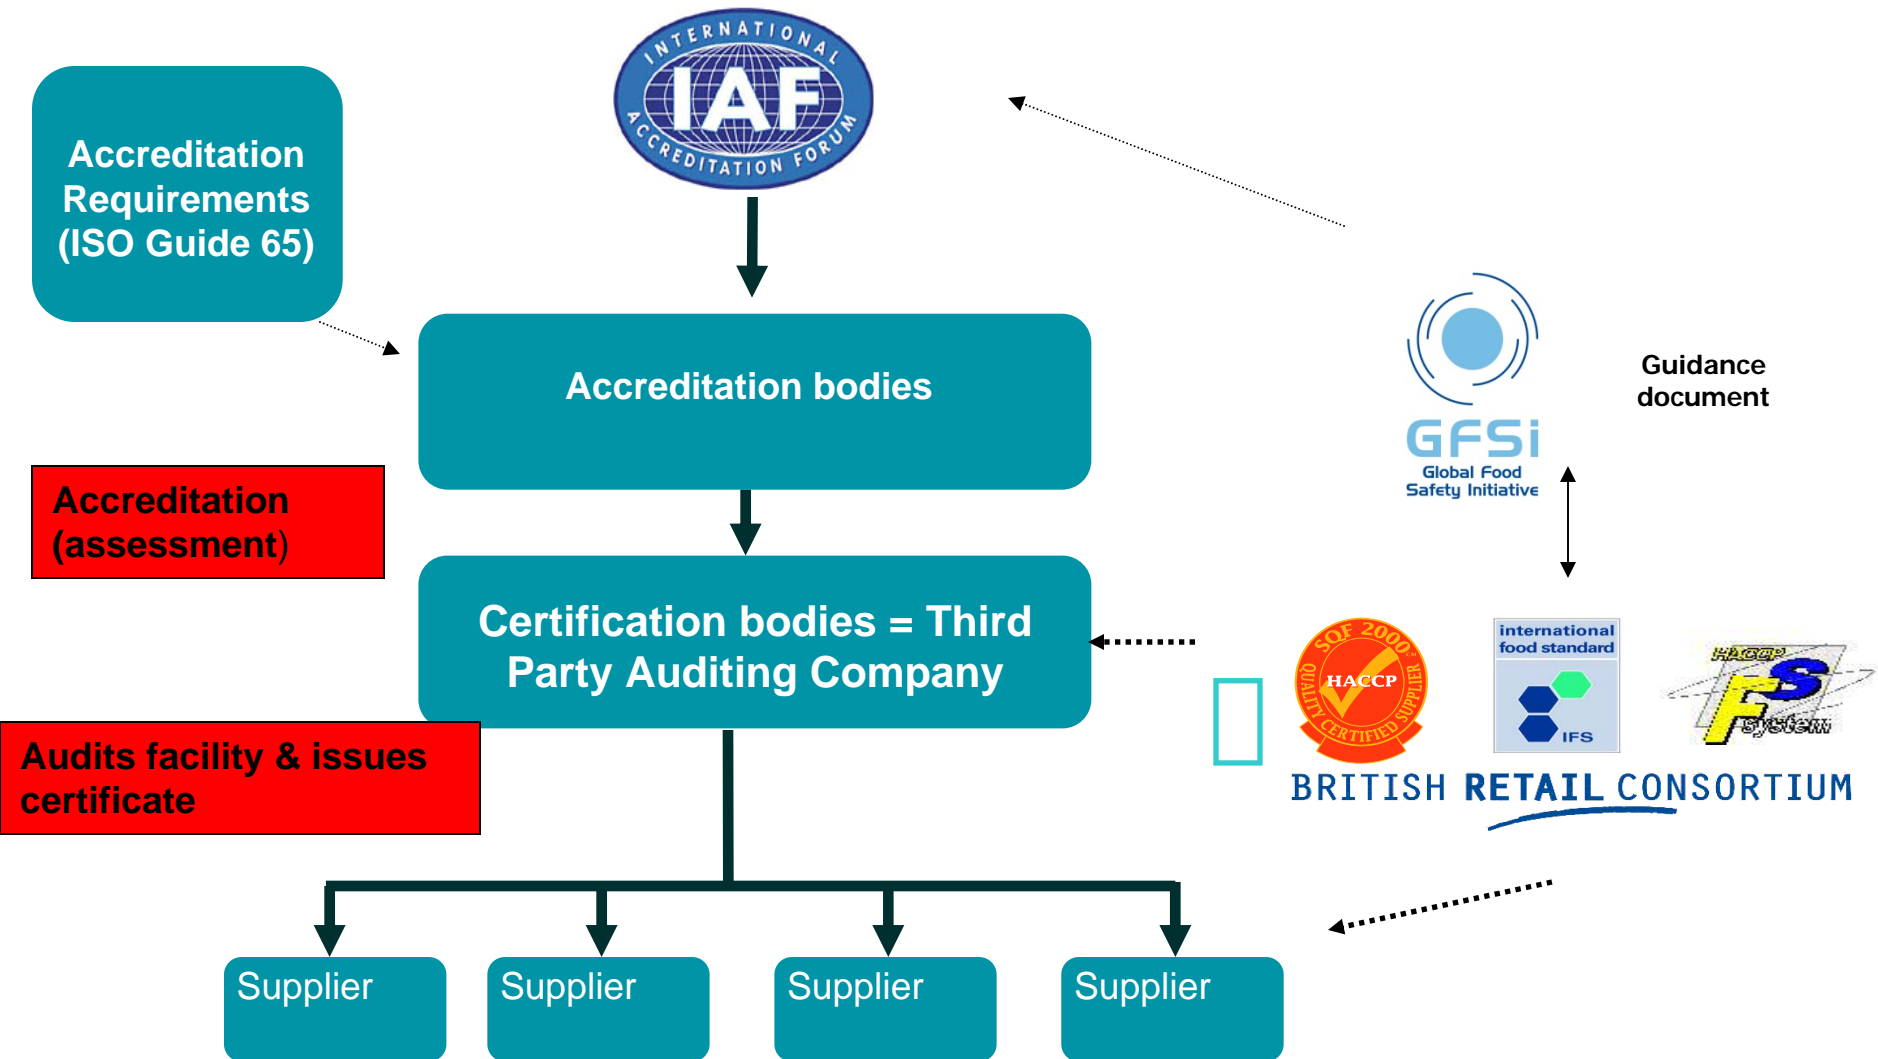 INTERNATIONAL
IAF
ACCREDITATION FORUM
Accreditation
Requirements
(ISO Guide 65)
Accreditation bodies
Guidance
document
GFSi
Global Food
Safety Initiative
Accreditation
(assessment)
Certification bodies = Third
Party Auditing Company
SQF 2000
HACCP
QUALITY CERTIFIED SUPPLIER
international
food standard
IFS
HACCP
FS
system
BRITISH RETAIL CONSORTIUM
Audits facility & issues
certificate
Supplier
Supplier
Supplier
Supplier